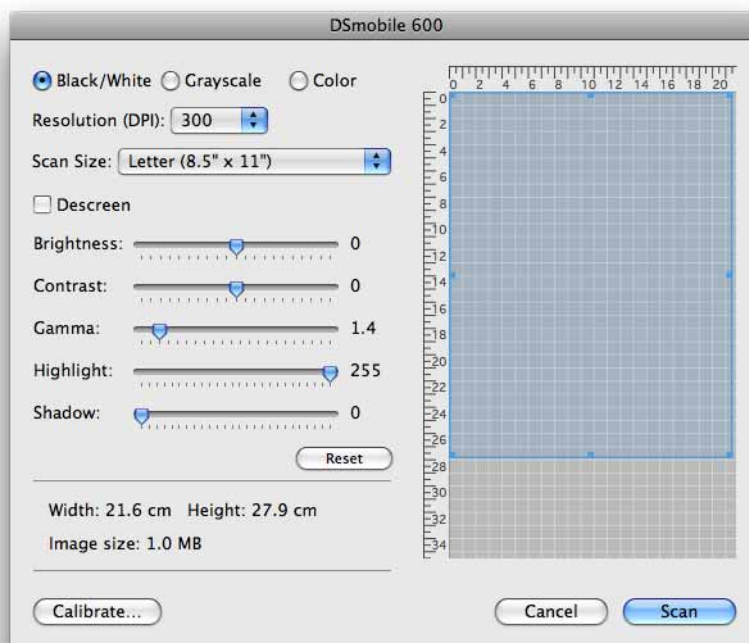 DSmobile 600
Black/White Grayscale Color
Resolution (DPI): 300
Scan Size: Letter (8.5" x 11")
Descreen
Brightness: 0
Contrast: 0
Gamma: 1.4
Highlight: 255
Shadow: 0
Reset
Width: 21.6 cm Height: 27.9 cm
Image size: 1.0 MB
Calibrate...
0 2 4 6 8 10 12 14 16 18 20
0
2
4
6
8
10
12
14
16
18
20
22
24
26
28
30
32
34
Cancel Scan